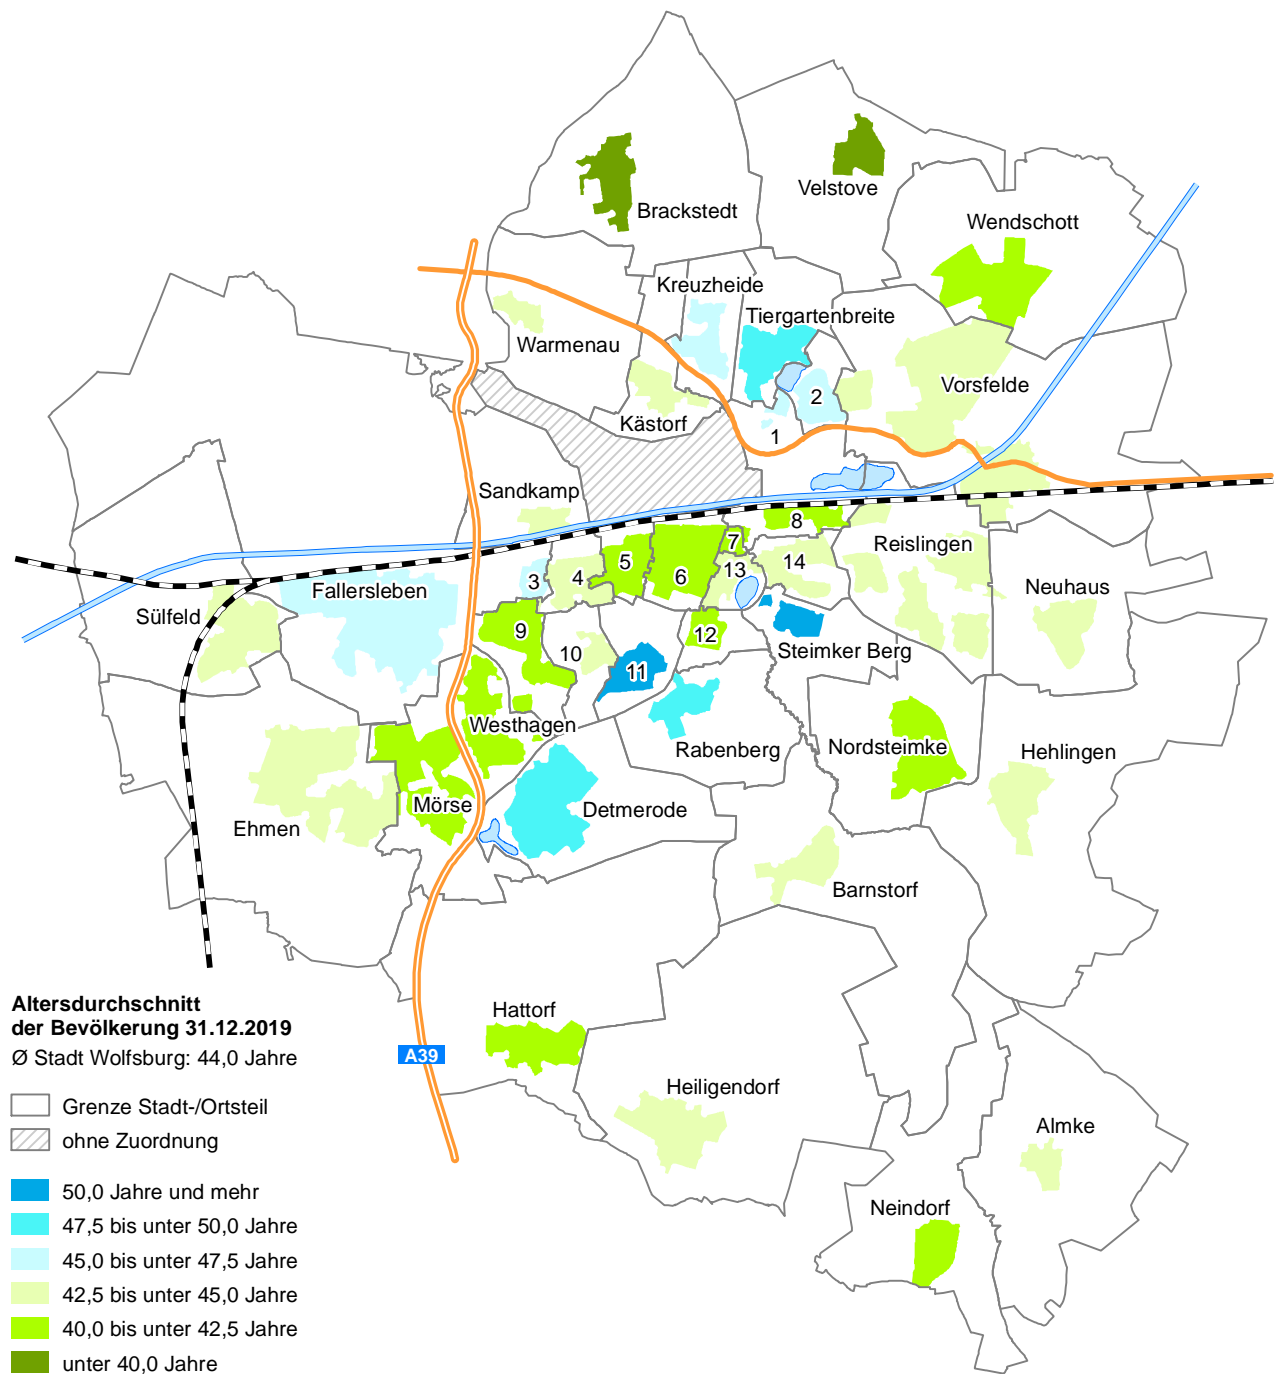 Velstove
Brackstedt
Wendschott
Kreuzheide
Tiergartenbreite
Warmenau
Vorsfelde
2
Kästorf
1
Sandkamp
8
Reislingen
7
5
14
13
6
4
3
Fallersleben
Neuhaus
Sülfeld
9
12
10
Steimker Berg
11
Westhagen
Rabenberg
Nordsteimke
Hehlingen
Mörse
Detmerode
Ehmen
Barnstorf
Altersdurchschnitt
der Bevölkerung 31.12.2019
Ø Stadt Wolfsburg: 44,0 Jahre
Hattorf
A39
Heiligendorf
Almke
Neindorf
Grenze Stadt-/Ortsteil
ohne Zuordnung
50,0 Jahre und mehr
47,5 bis unter 50,0 Jahre
45,0 bis unter 47,5 Jahre
42,5 bis unter 45,0 Jahre
40,0 bis unter 42,5 Jahre
unter 40,0 Jahre